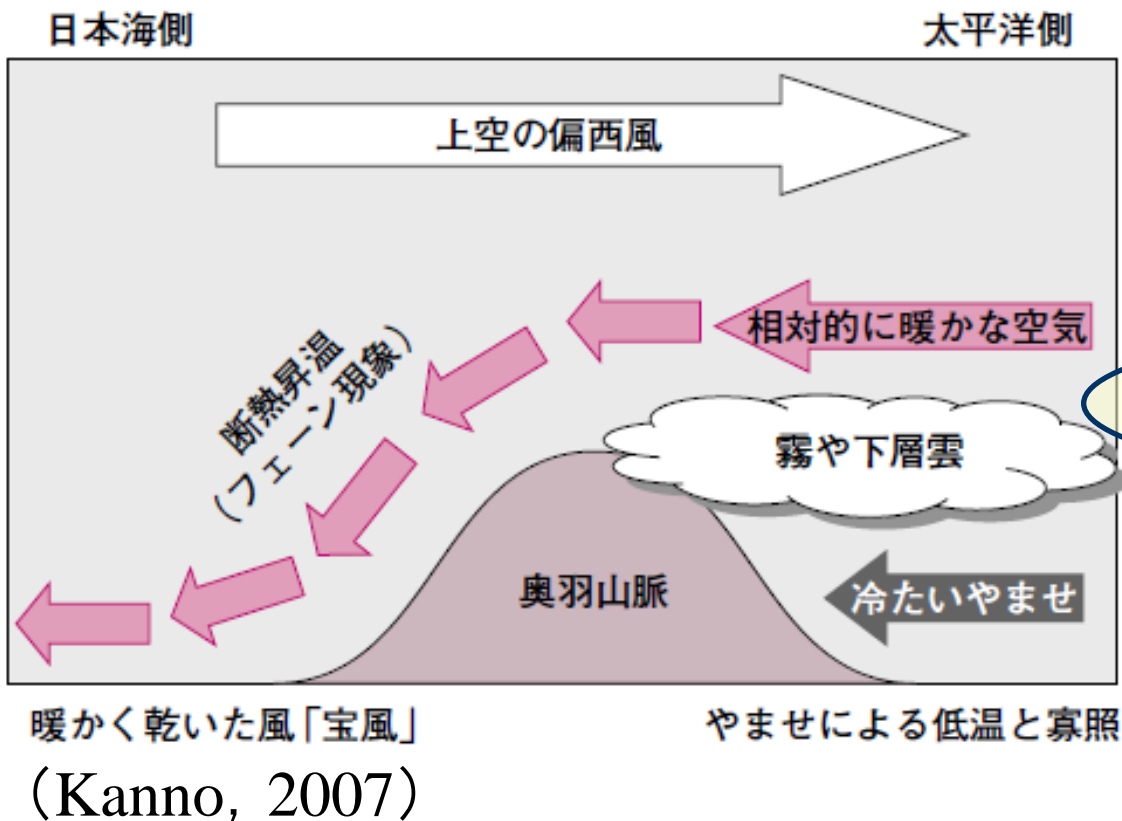 日本海側
太平洋側
上空の偏西風
相対的に暖かな空気
断熱昇温
(フェーン現象)
霧や下層雲
奥羽山脈
冷たいやませ
暖かく乾いた風「宝風」
やませによる低温と寡照
(Kanno, 2007)